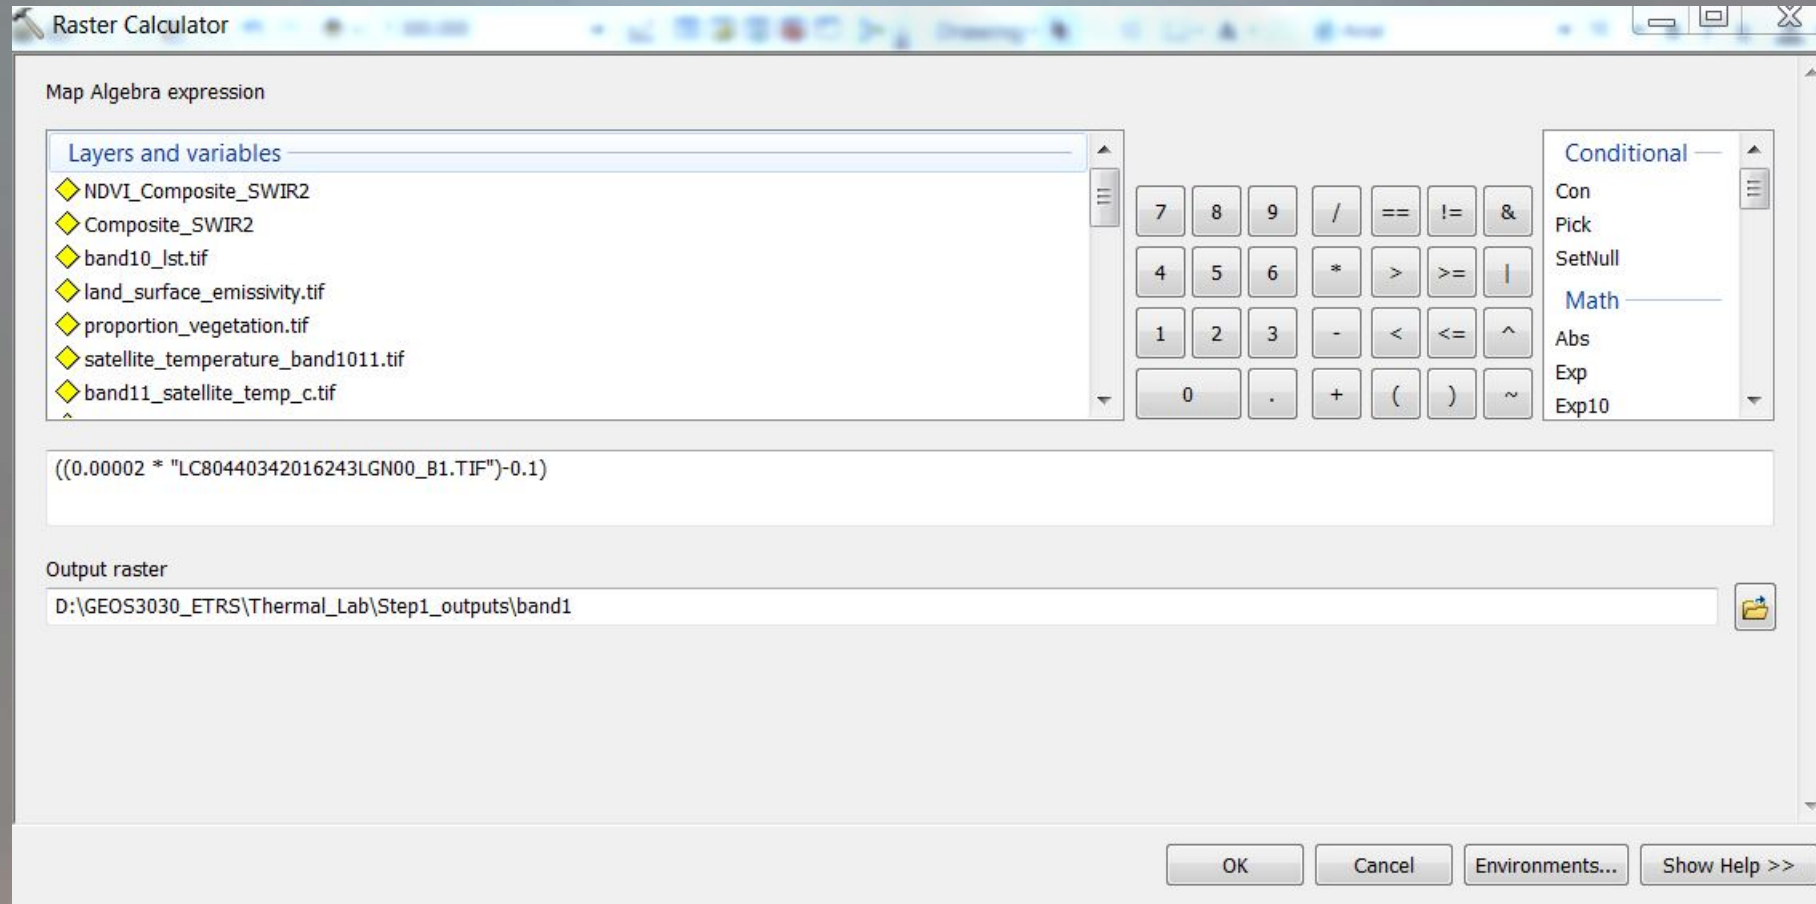 Raster Calculator
Map Algebra expression
Layers and variables
NDVI_Composite_SWIR2
Composite_SWIR2
band10_lst.tif
land_surface_emissivity.tif
proportion_vegetation.tif
satellite_temperature_band1011.tif
band11_satellite_temp_c.tif
7 8 9 / == != &
4 5 6 * > >= |
1 2 3 - < <= ^
0 . + ( ) ~
Conditional
Con
Pick
SetNull
Math
Abs
Exp
Exp10
((0.00002 * "LC80440342016243LGN00_B1.TIF")-0.1)
Output raster
D:\GEOS3030_ETRS\Thermal_Lab\Step1_outputs\band1
OK Cancel Environments... Show Help >>